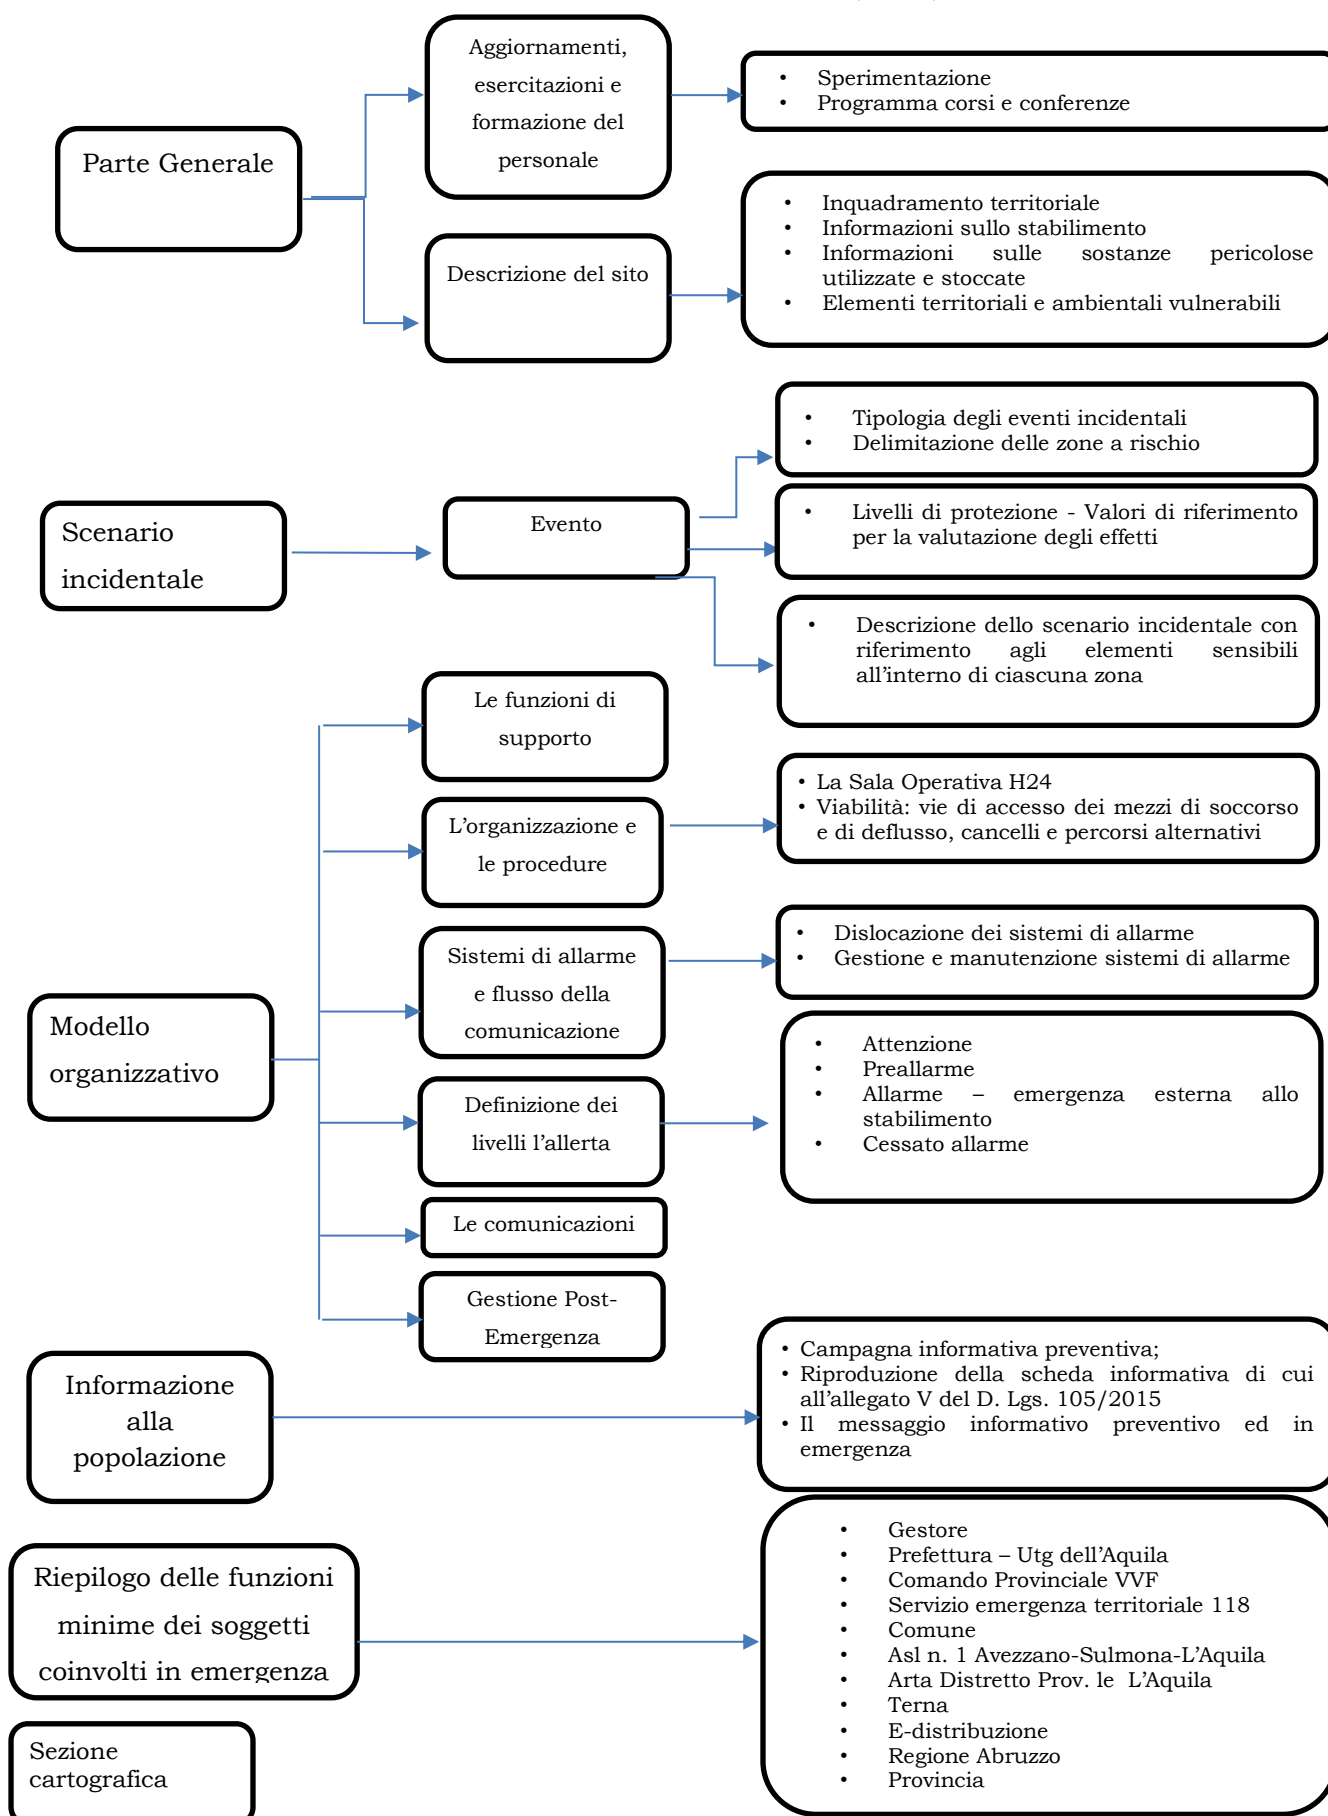 Aggiornamenti,
esercitazioni e
formazione del
personale
• Sperimentazione
• Programma corsi e conferenze
Parte Generale
Descrizione del sito
• Inquadramento territoriale
• Informazioni sullo stabilimento
• Informazioni sulle sostanze pericolose
utilizzate e stoccate
• Elementi territoriali e ambientali vulnerabili
Scenario
incidentale
Evento
• Tipologia degli eventi incidentali
• Delimitazione delle zone a rischio
• Livelli di protezione - Valori di riferimento
per la valutazione degli effetti
• Descrizione dello scenario incidentale con
riferimento agli elementi sensibili
all'interno di ciascuna zona
Modello
organizzativo
Le funzioni di
supporto
L'organizzazione e
le procedure
• La Sala Operativa H24
• Viabilità: vie di accesso dei mezzi di soccorso
e di deflusso, cancelli e percorsi alternativi
Sistemi di allarme
e flusso della
comunicazione
• Dislocazione dei sistemi di allarme
• Gestione e manutenzione sistemi di allarme
Definizione dei
livelli l'allerta
• Attenzione
• Preallarme
• Allarme – emergenza esterna allo
stabilimento
• Cessato allarme
Le comunicazioni
Gestione Post-
Emergenza
Informazione
alla
popolazione
• Campagna informativa preventiva;
• Riproduzione della scheda informativa di cui
all'allegato V del D. Lgs. 105/2015
• Il messaggio informativo preventivo ed in
emergenza
Riepilogo delle funzioni
minime dei soggetti
coinvolti in emergenza
• Gestore
• Prefettura – Utg dell'Aquila
• Comando Provinciale VVF
• Servizio emergenza territoriale 118
• Comune
• Asl n. 1 Avezzano-Sulmona-L'Aquila
• Arta Distretto Prov. le L'Aquila
• Terna
• E-distribuzione
• Regione Abruzzo
• Provincia
Sezione
cartografica